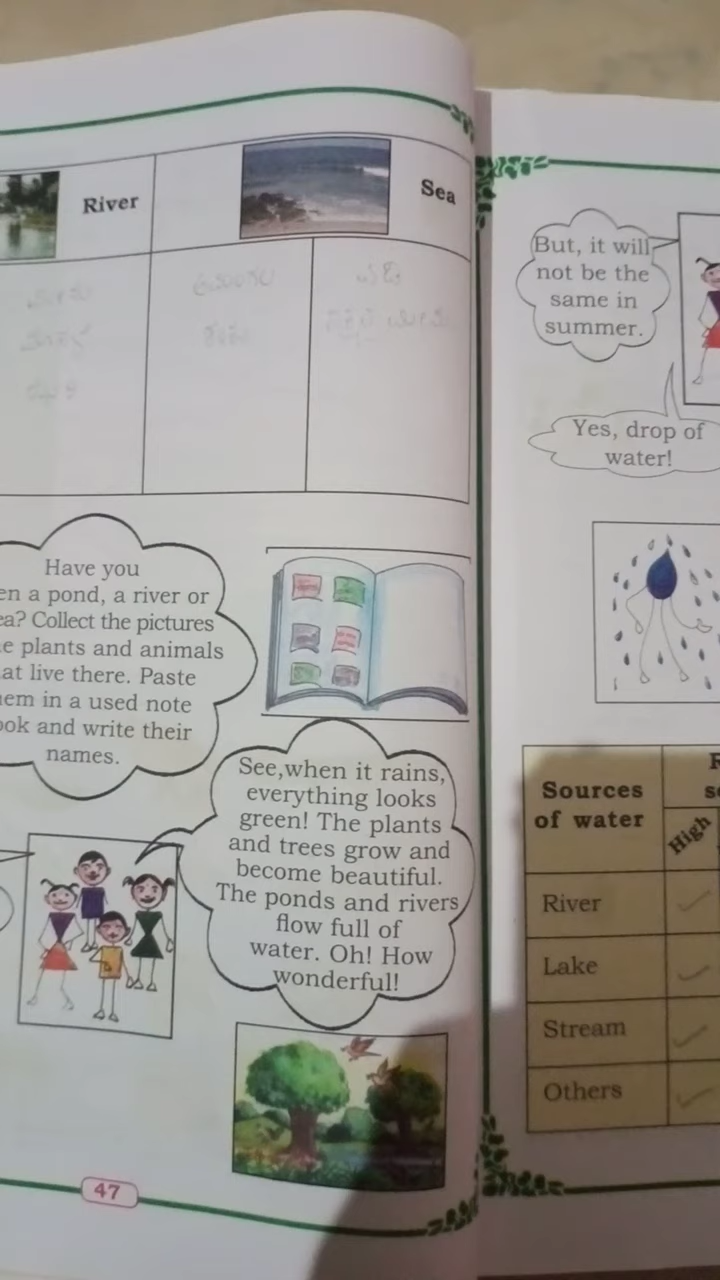 River
Sea
Have you
en a pond, a river or
ea? Collect the pictures
e plants and animals
at live there. Paste
em in a used note
ok and write their
names.
See,when it rains,
everything looks
green! The plants
and trees grow and
become beautiful.
The ponds and rivers
flow full of
water. Oh! How
wonderful!
47
But, it will
not be the
same in
summer.
Yes, drop of
water!
Sources
of water
High
River
Lake
Stream
Others